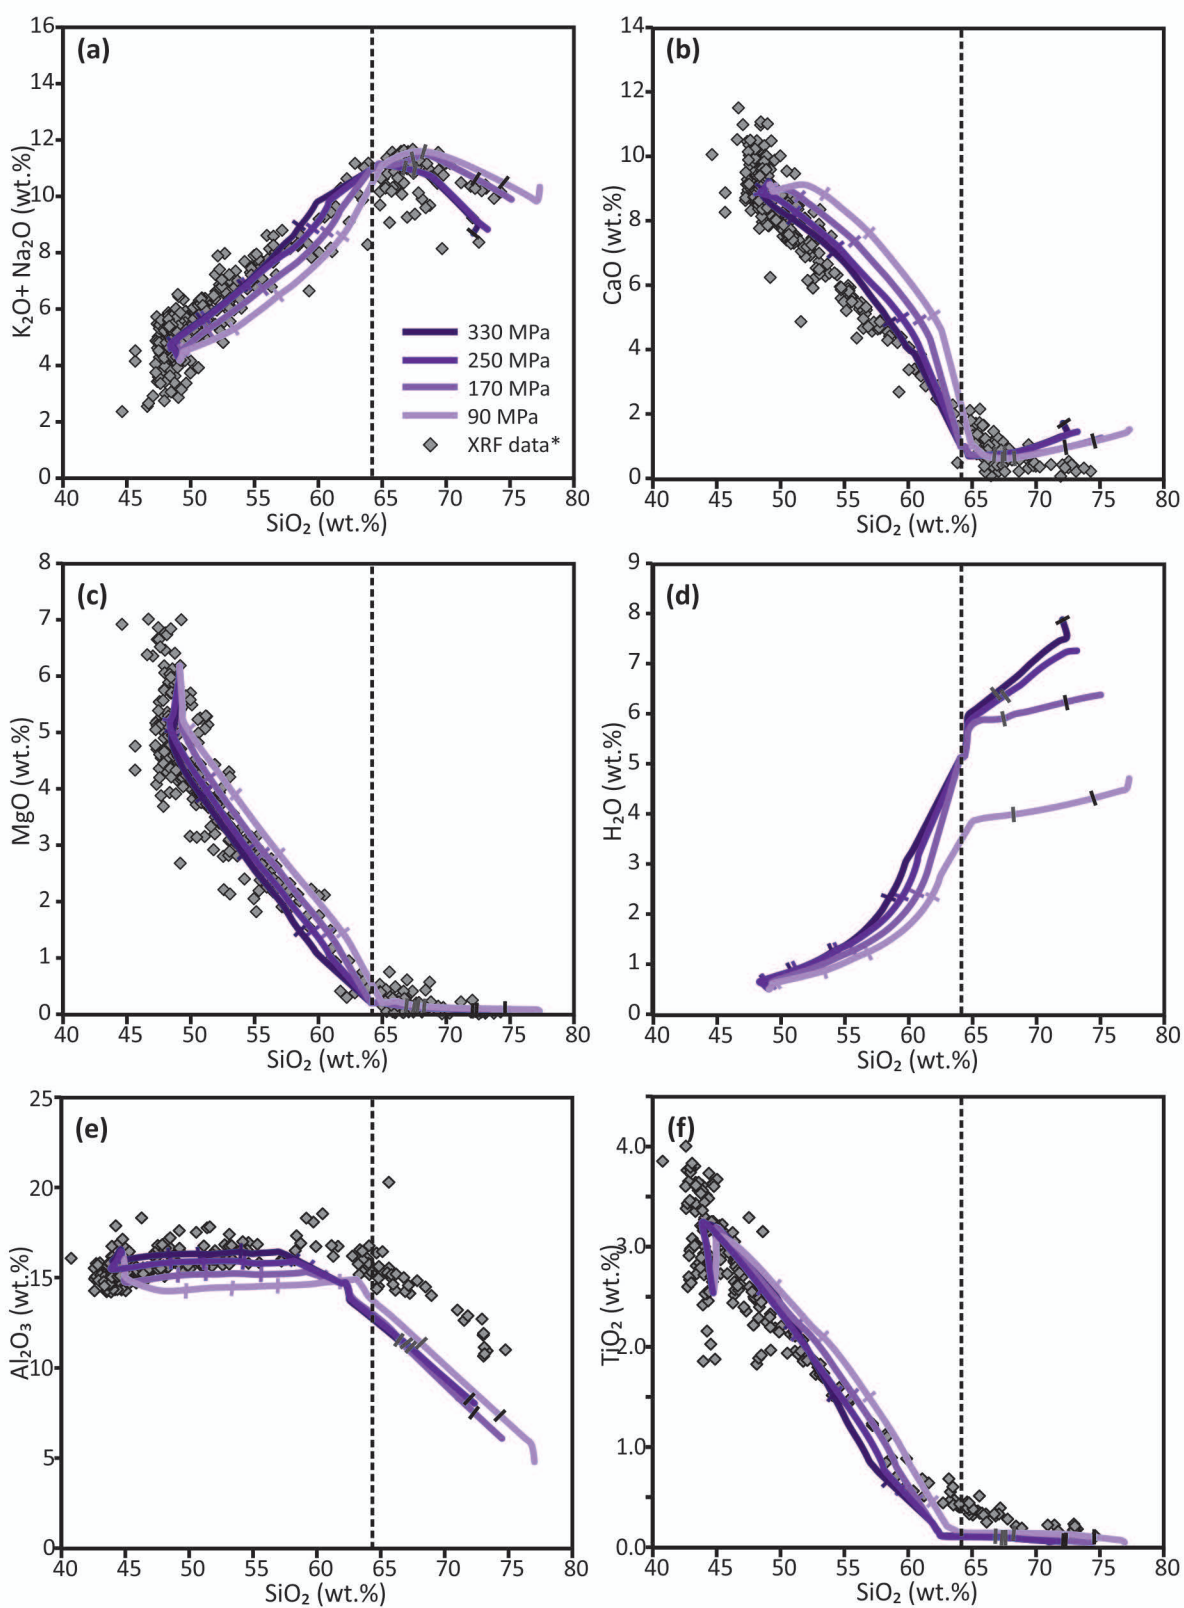 (a)
K₂O+ Na₂O (wt.%)
16
14
12
10
8
6
4
2
0
330 MPa
250 MPa
170 MPa
90 MPa
XRF data*
40 45 50 55 60 65 70 75 80
SiO₂ (wt.%)
(b)
CaO (wt.%)
14
12
10
8
6
4
2
0
40 45 50 55 60 65 70 75 80
SiO₂ (wt.%)
(c)
MgO (wt.%)
8
7
6
5
4
3
2
1
0
40 45 50 55 60 65 70 75 80
SiO₂ (wt.%)
(d)
H₂O (wt.%)
9
8
7
6
5
4
3
2
1
0
40 45 50 55 60 65 70 75 80
SiO₂ (wt.%)
(e)
Al₂O₃ (wt.%)
25
20
15
10
5
0
40 45 50 55 60 65 70 75 80
SiO₂ (wt.%)
(f)
TiO₂ (wt.%)
4.0
3.0
2.0
1.0
0.0
40 45 50 55 60 65 70 75 80
SiO₂ (wt.%)